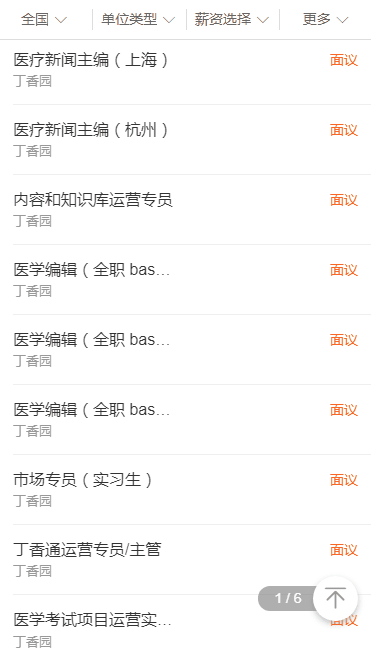 全国 单位类型 薪资选择 更多
医疗新闻主编（上海） 面议
丁香园
医疗新闻主编（杭州） 面议
丁香园
内容和知识库运营专员 面议
丁香园
医学编辑（全职 bas... 面议
丁香园
医学编辑（全职 bas... 面议
丁香园
医学编辑（全职 bas... 面议
丁香园
市场专员（实习生） 面议
丁香园
丁香通运营专员/主管 面议
丁香园
1 / 6
医学考试项目运营实... 面议
丁香园